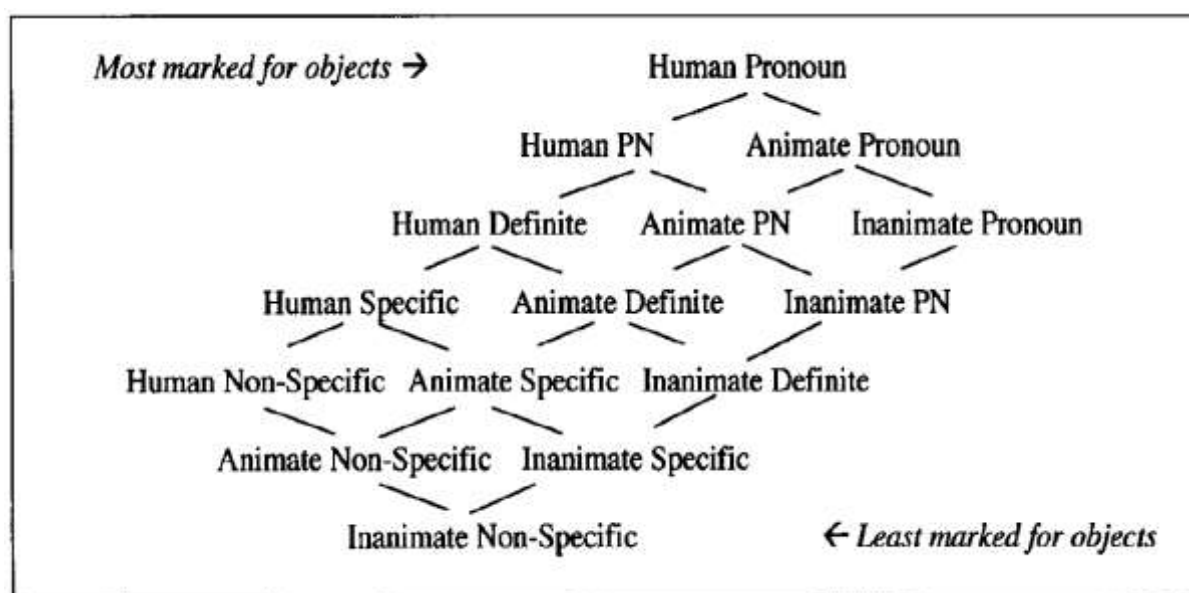 Most marked for objects → Human Pronoun
Human PN Animate Pronoun
Human Definite Animate PN Inanimate Pronoun
Human Specific Animate Definite Inanimate PN
Human Non-Specific Animate Specific Inanimate Definite
Animate Non-Specific Inanimate Specific
Inanimate Non-Specific ← Least marked for objects